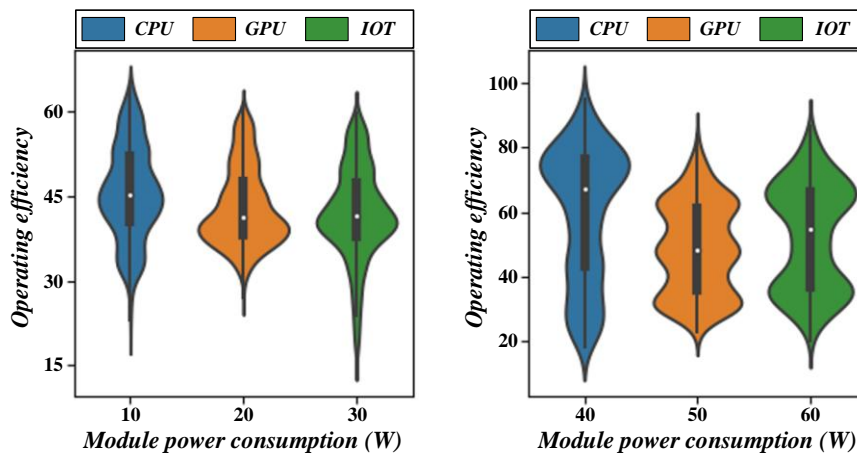 CPU GPU IOT
Operating efficiency
60
45
30
15
10 20 30
Module power consumption (W)
CPU GPU IOT
Operating efficiency
100
80
60
40
20
40 50 60
Module power consumption (W)